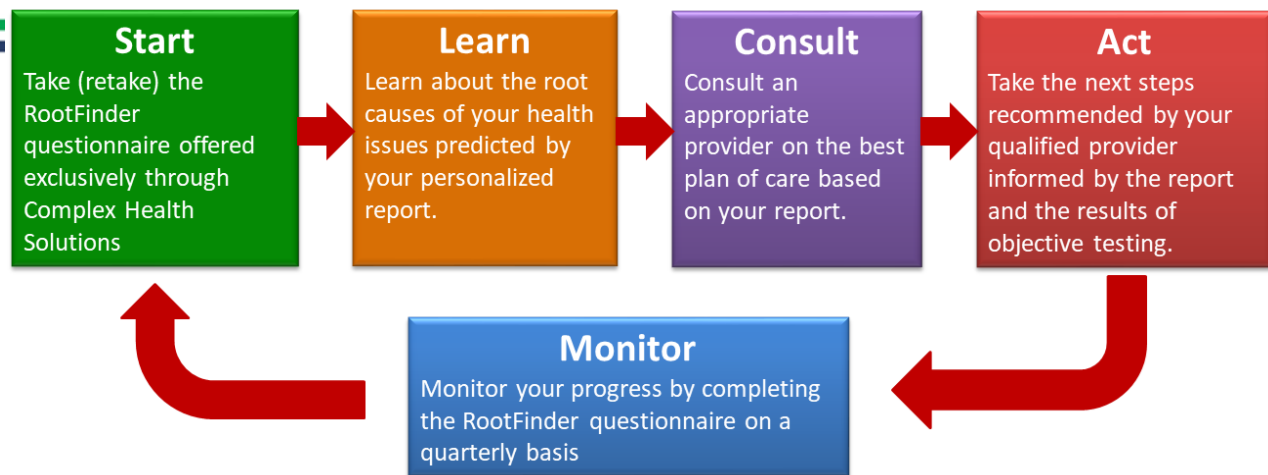 Start
Take (retake) the
RootFinder
questionnaire offered
exclusively through
Complex Health
Solutions
Learn
Learn about the root
causes of your health
issues predicted by
your personalized
report.
Consult
Consult an
appropriate
provider on the best
plan of care based
on your report.
Act
Take the next steps
recommended by your
qualified provider
informed by the report
and the results of
objective testing.
Monitor
Monitor your progress by completing
the RootFinder questionnaire on a
quarterly basis